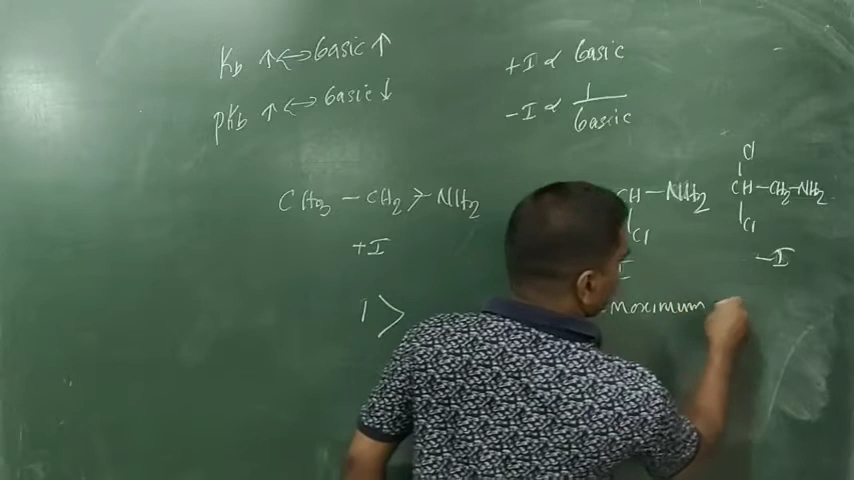 Kb ↑ ↔ basic ↑
pKb ↑ ↔ basic ↓
+I ∝ basic
-I ∝ 1/basic
CH3 - CH2 > NH2
+I
1 >
CH - NH2
Cl
I
Maximum -
Cl
CH - CH2 - NH2
Cl
-I